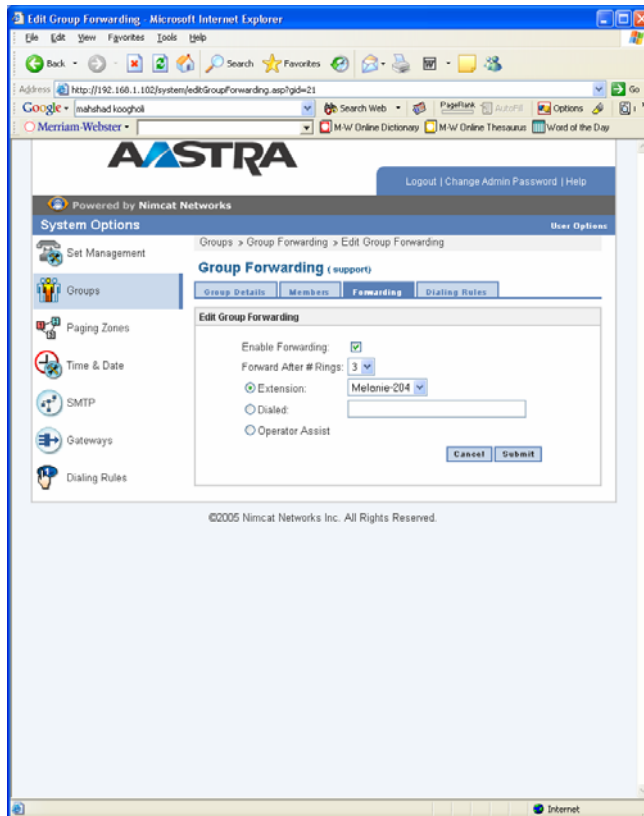 Edit Group Forwarding - Microsoft Internet Explorer
File Edit View Favorites Tools Help
Back Search Favorites
Address http://192.168.1.102/system/editGroupForwarding.asp?gid=21 Go
Google mahshad koogholi Search Web PageRank AutoFill Options
Merriam-Webster M-W Online Dictionary M-W Online Thesaurus Word of the Day
AASTRA
Logout | Change Admin Password | Help
Powered by Nimcat Networks
System Options User Options
Set Management
Groups
Paging Zones
Time & Date
SMTP
Gateways
Dialing Rules
Groups > Group Forwarding > Edit Group Forwarding
Group Forwarding ( support)
Group Details Members Forwarding Dialing Rules
Edit Group Forwarding
Enable Forwarding:
Forward After # Rings: 3
Extension: Melanie-204
Dialed:
Operator Assist
Cancel Submit
©2005 Nimcat Networks Inc. All Rights Reserved.
Internet